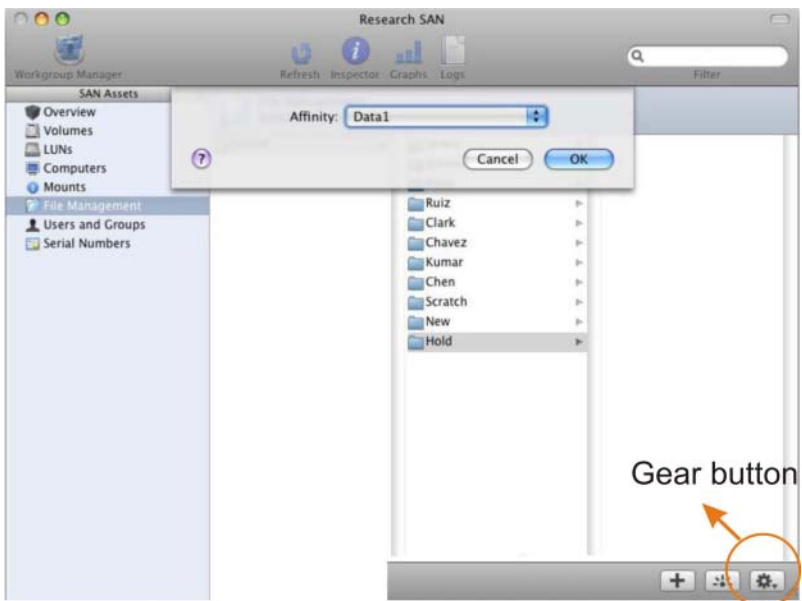 Research SAN
Workgroup Manager
Refresh Inspector Graphs Logs
Filter
SAN Assets
Overview
Volumes
LUNs
Computers
Mounts
File Management
Users and Groups
Serial Numbers
Affinity: Data1
?
Cancel OK
Ruiz
Clark
Chavez
Kumar
Chen
Scratch
New
Hold
Gear button